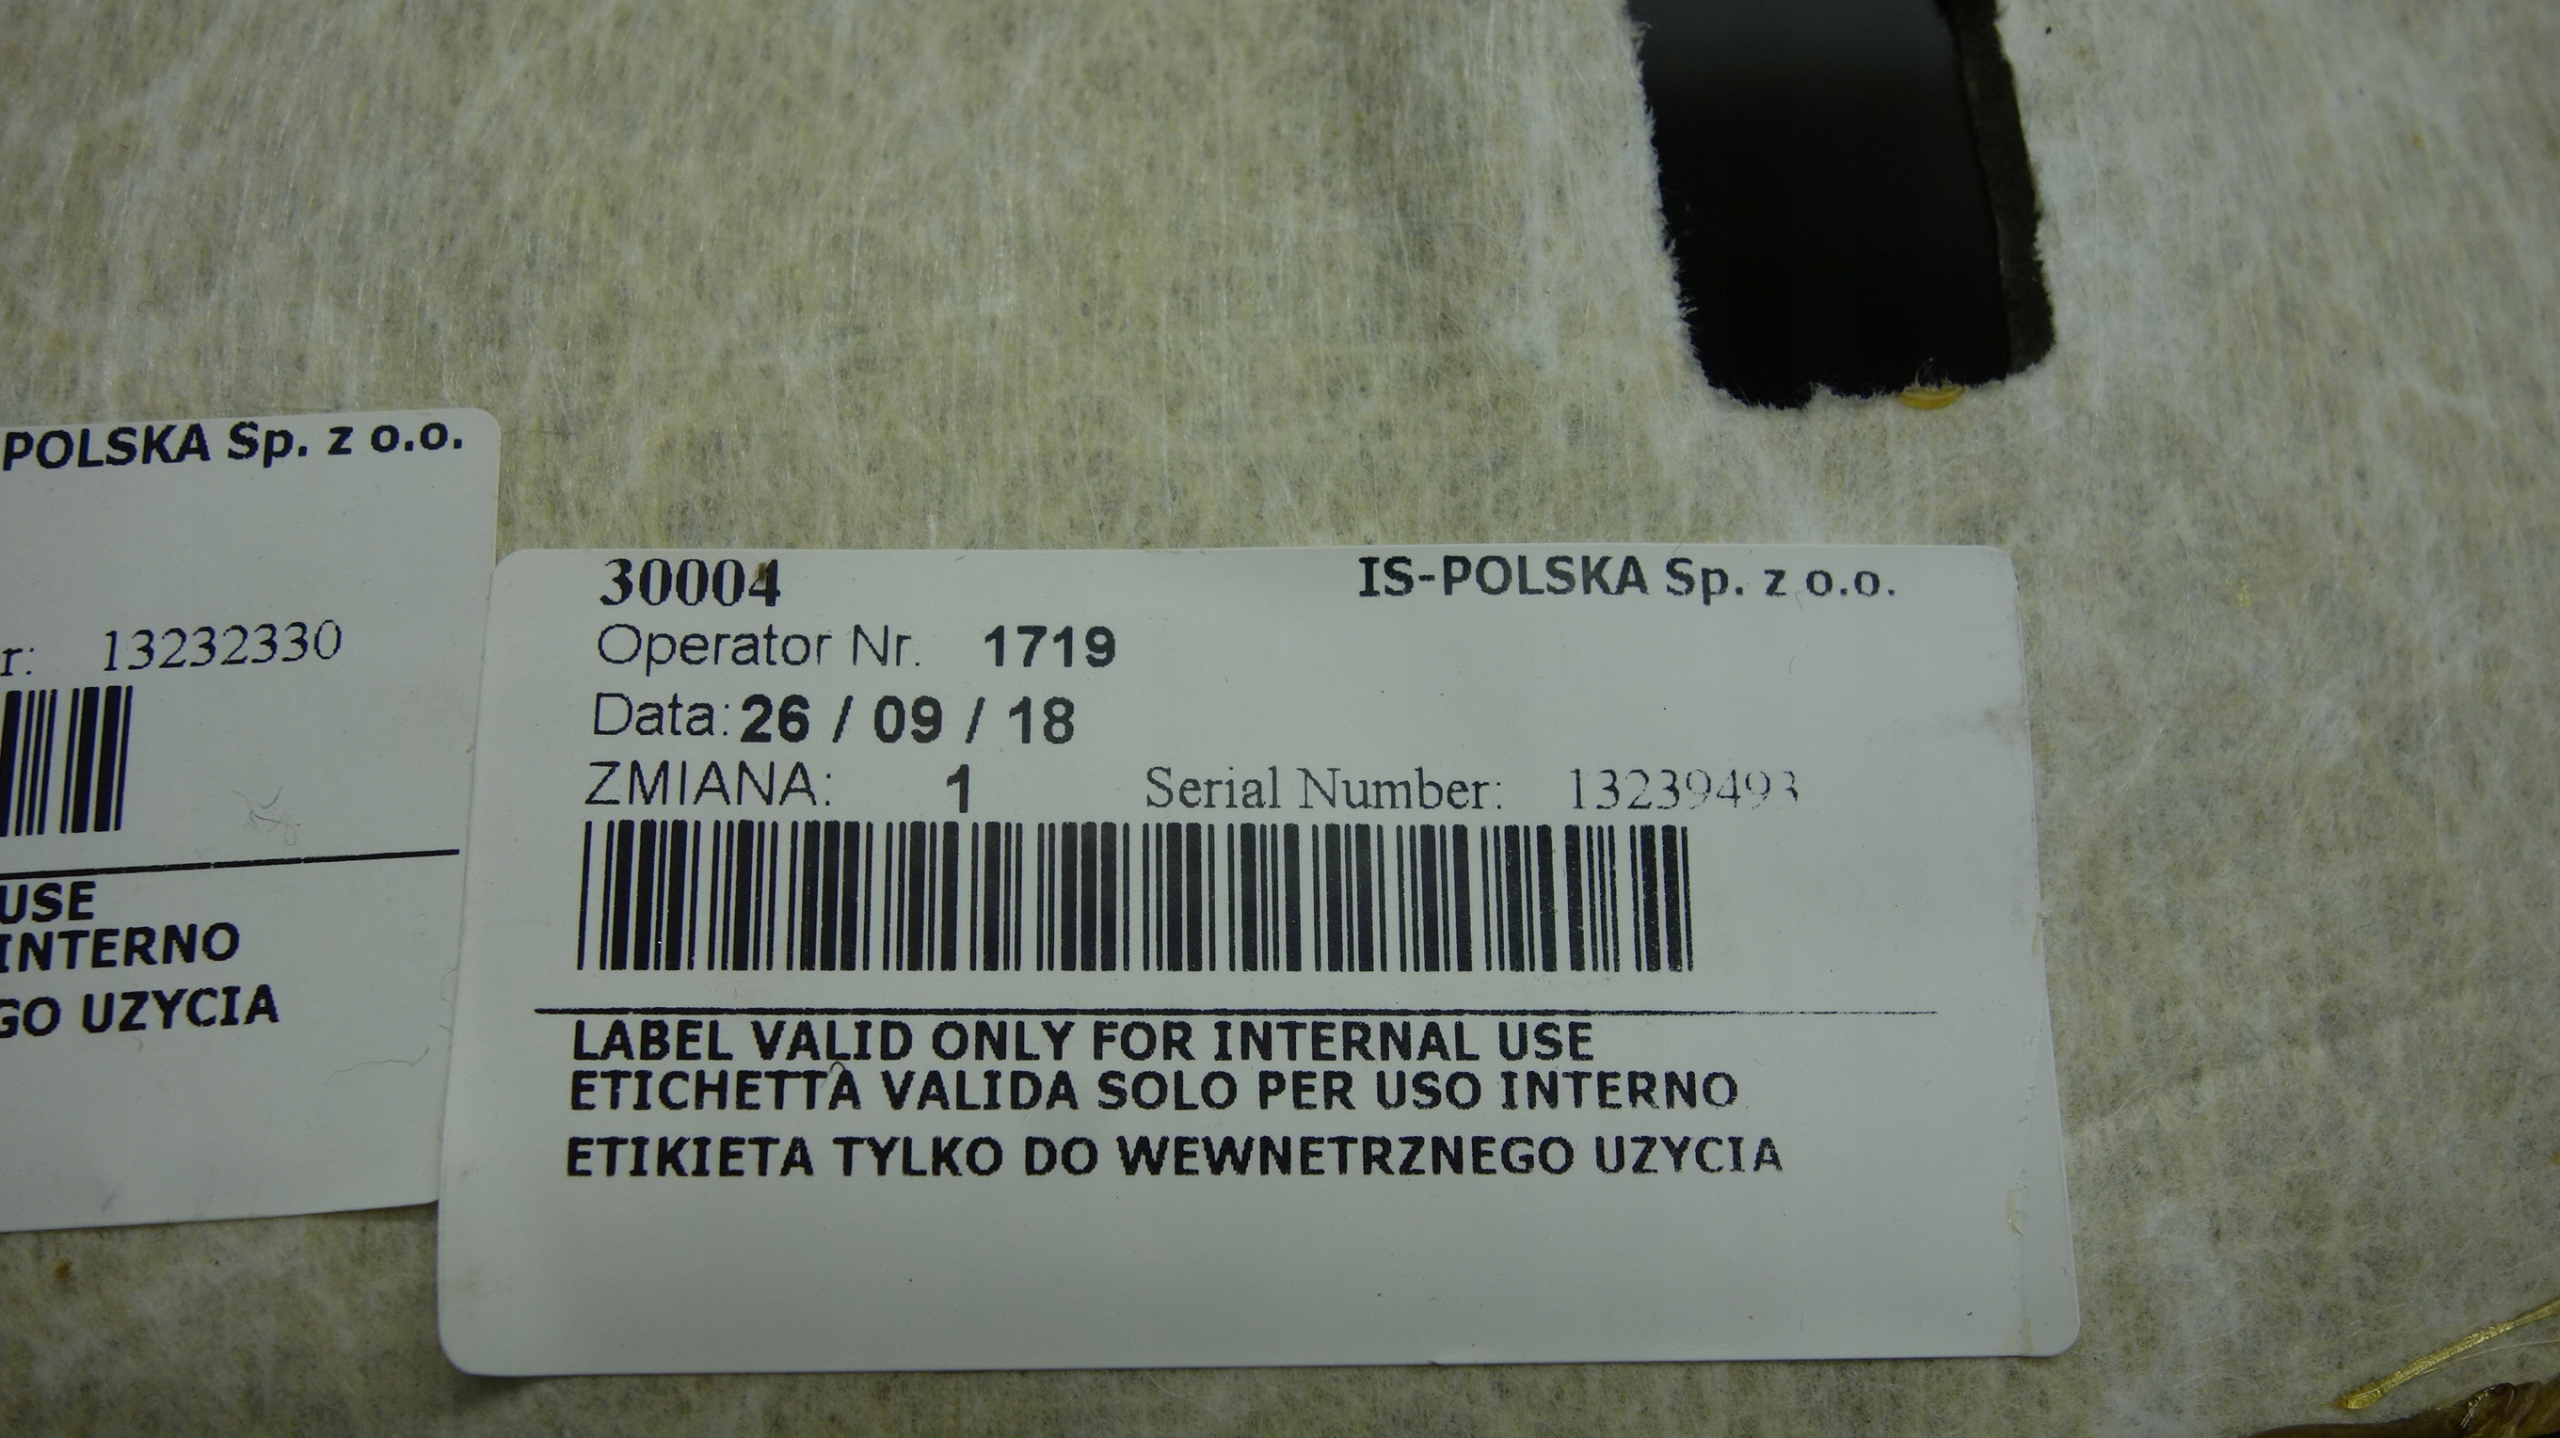 POLSKA Sp. z o.o.
r: 13232330
USE
INTERNO
GO UZYCIA
30004 IS-POLSKA Sp. z o.o.
Operator Nr. 1719
Data: 26 / 09 / 18
ZMIANA: 1 Serial Number: 13239493
LABEL VALID ONLY FOR INTERNAL USE
ETICHETTA VALIDA SOLO PER USO INTERNO
ETIKIETA TYLKO DO WEWNETRZNEGO UZYCIA